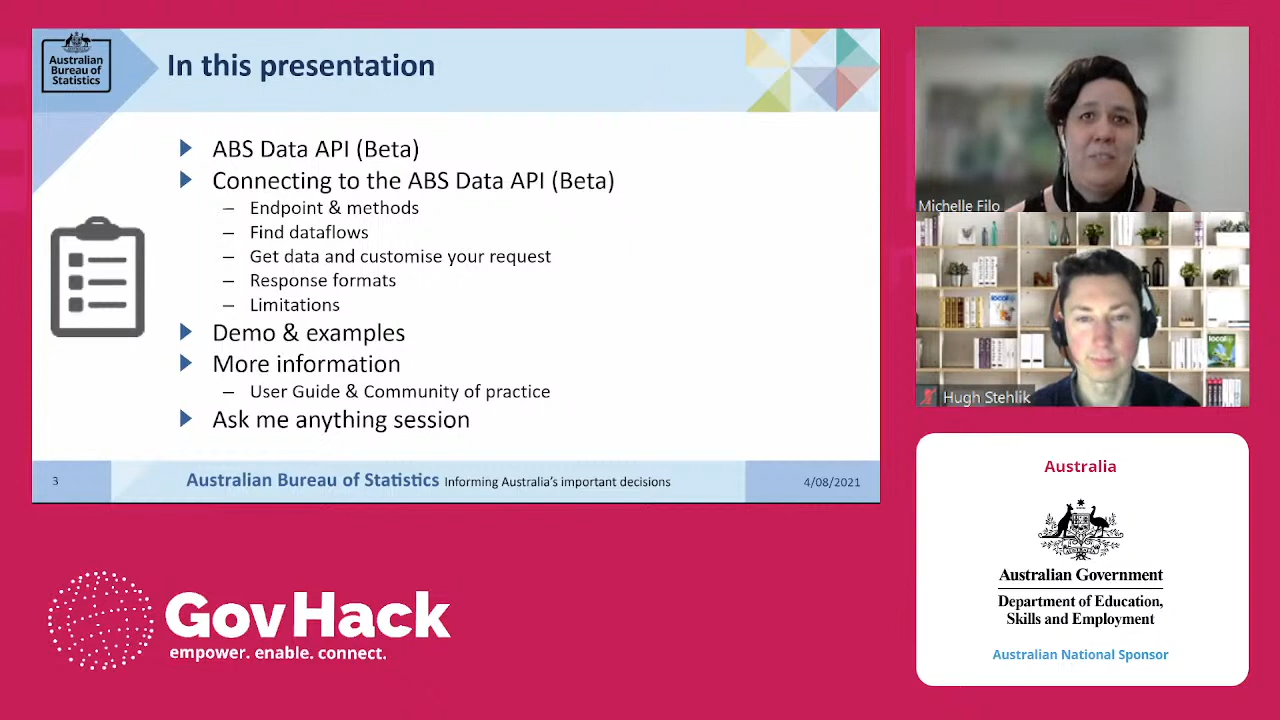 Australian
Bureau of
Statistics
In this presentation
ABS Data API (Beta)
Connecting to the ABS Data API (Beta)
– Endpoint & methods
– Find dataflows
– Get data and customise your request
– Response formats
– Limitations
Demo & examples
More information
– User Guide & Community of practice
Ask me anything session
3
Australian Bureau of Statistics Informing Australia's important decisions
4/08/2021
Michelle Filo
local
local
Hugh Stehlik
GovHack
empower. enable. connect.
Australia
Australian Government
Department of Education,
Skills and Employment
Australian National Sponsor